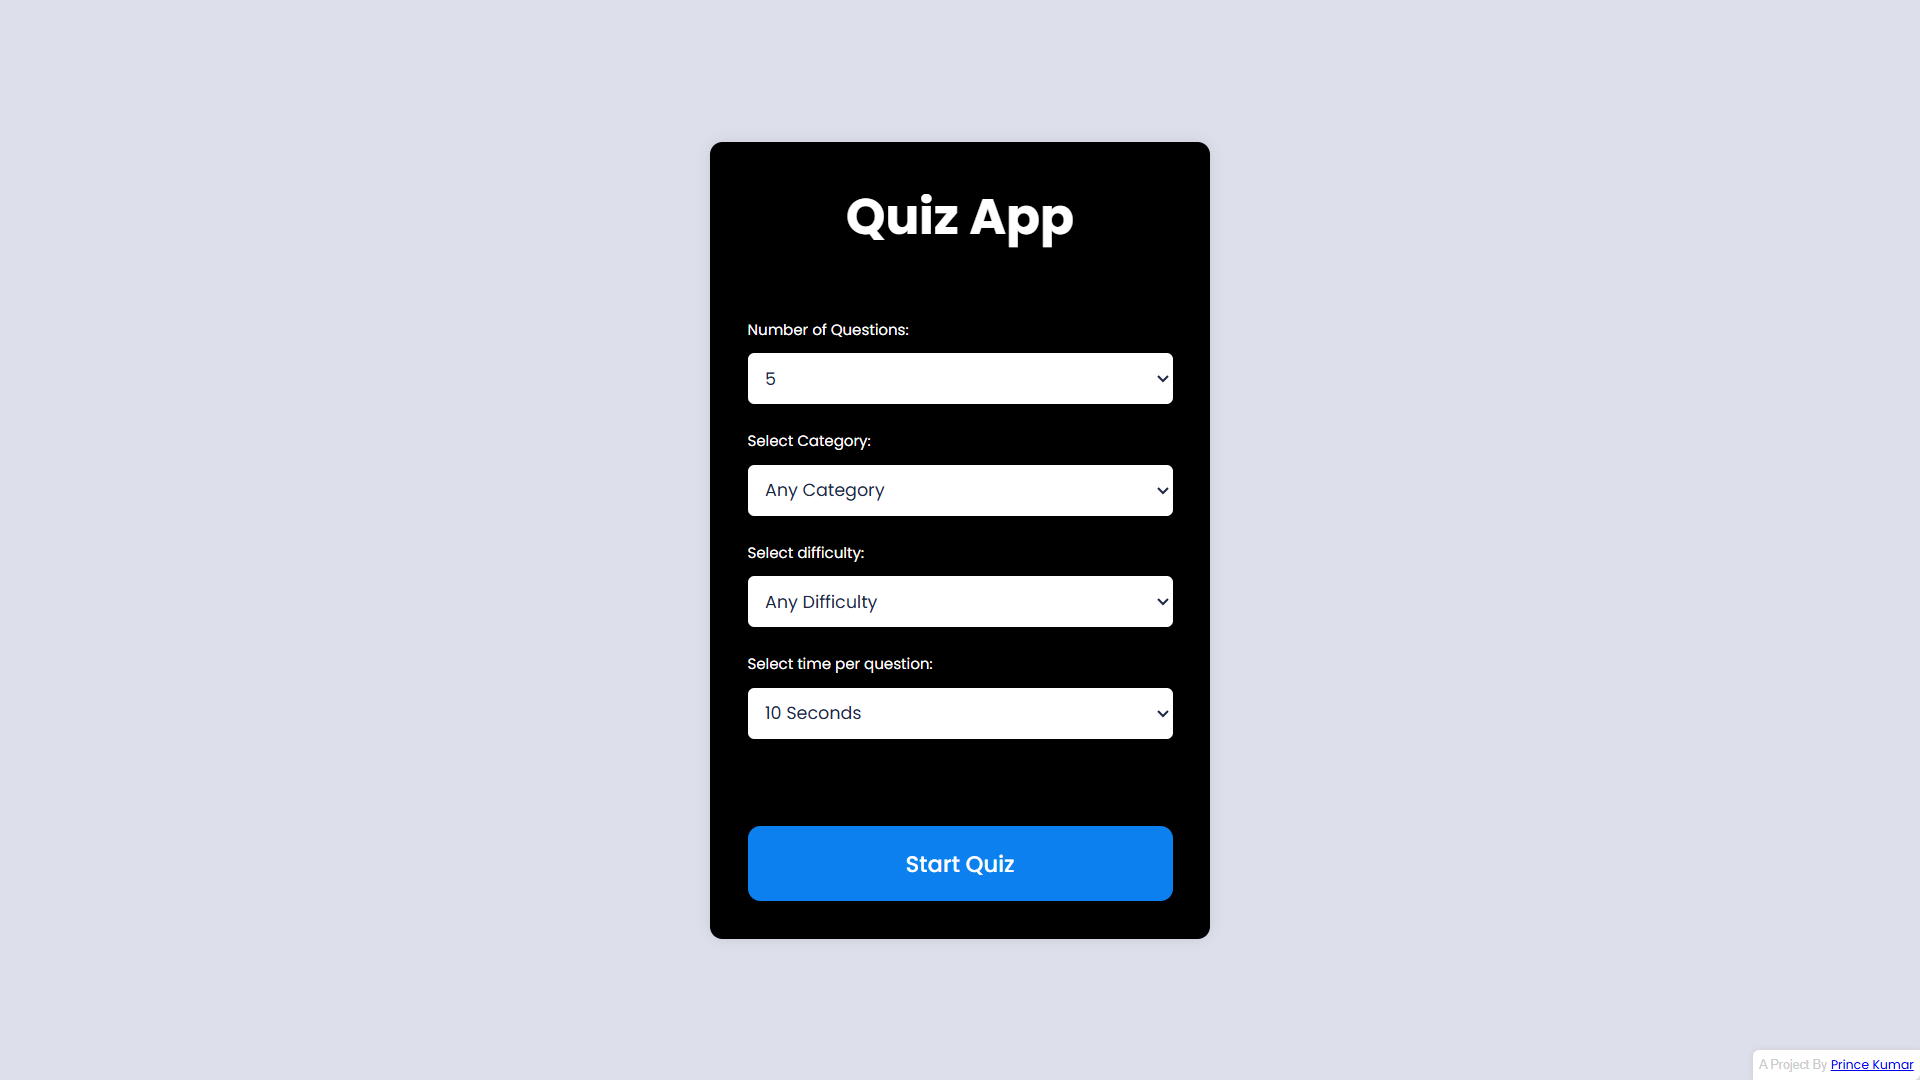 Quiz App
Number of Questions:
5
Select Category:
Any Category
Select difficulty:
Any Difficulty
Select time per question:
10 Seconds
Start Quiz
A Project By Prince Kumar